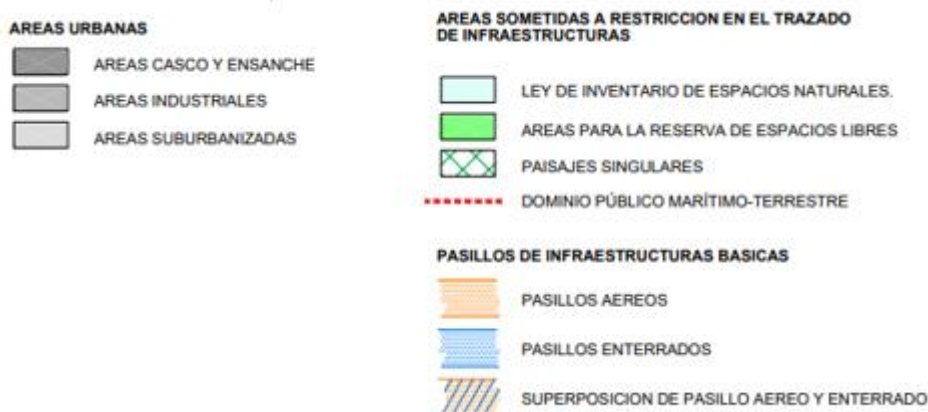 AREAS URBANAS
AREAS CASCO Y ENSANCHE
AREAS INDUSTRIALES
AREAS SUBURBANIZADAS
AREAS SOMETIDAS A RESTRICCION EN EL TRAZADO
DE INFRAESTRUCTURAS
LEY DE INVENTARIO DE ESPACIOS NATURALES.
AREAS PARA LA RESERVA DE ESPACIOS LIBRES
PAISAJES SINGULARES
DOMINIO PÚBLICO MARÍTIMO-TERRESTRE
PASILLOS DE INFRAESTRUCTURAS BASICAS
PASILLOS AEREOS
PASILLOS ENTERRADOS
SUPERPOSICION DE PASILLO AEREO Y ENTERRADO